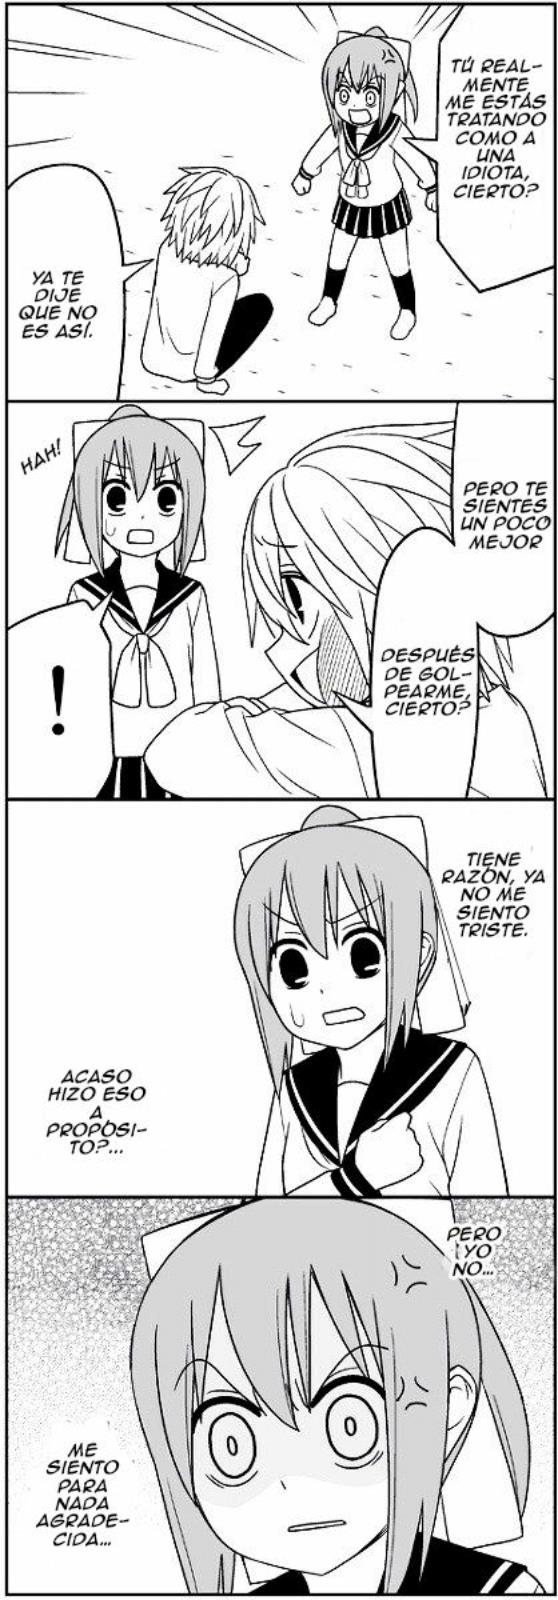 TÚ REAL-
MENTE
ME ESTÁS
TRATANDO
COMO A
UNA
IDIOTA,
CIERTO?
YA TE
DIJE
QUE NO
ES ASÍ.
HAH!
PERO TE
SIENTES
UN POCO
MEJOR
DESPUÉS
DE GOL-
PEARME,
CIERTO?
!
TIENE
RAZÓN, YA
NO ME
SIENTO
TRISTE.
ACASO
HIZO ESO
A
PROPÓSI-
TO?...
PERO
YO
NO...
ME
SIENTO
PARA
NADA
AGRADE-
CIDA...